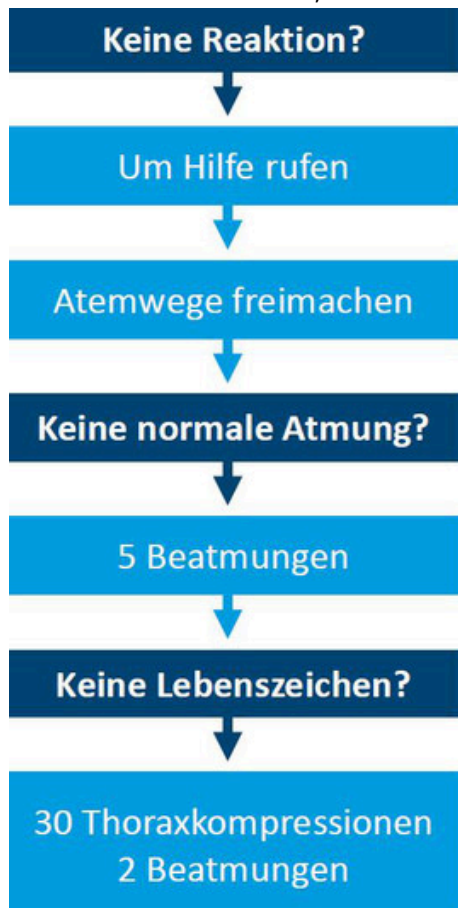 Keine Reaktion?
Um Hilfe rufen
Atemwege freimachen
Keine normale Atmung?
5 Beatmungen
Keine Lebenszeichen?
30 Thoraxkompressionen
2 Beatmungen